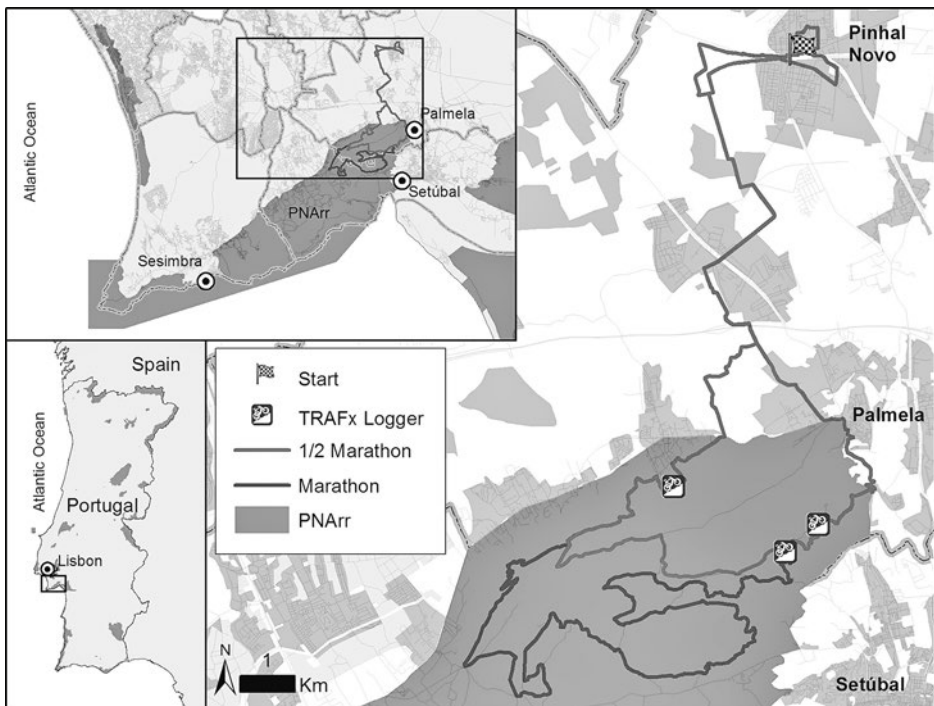 Atlantic Ocean
Palmela
Setúbal
PNArr
Sesimbra
Spain
Atlantic Ocean
Portugal
Lisbon
Start
TRAFx Logger
1/2 Marathon
Marathon
PNArr
N
1
Km
Pinhal
Novo
Palmela
Setúbal